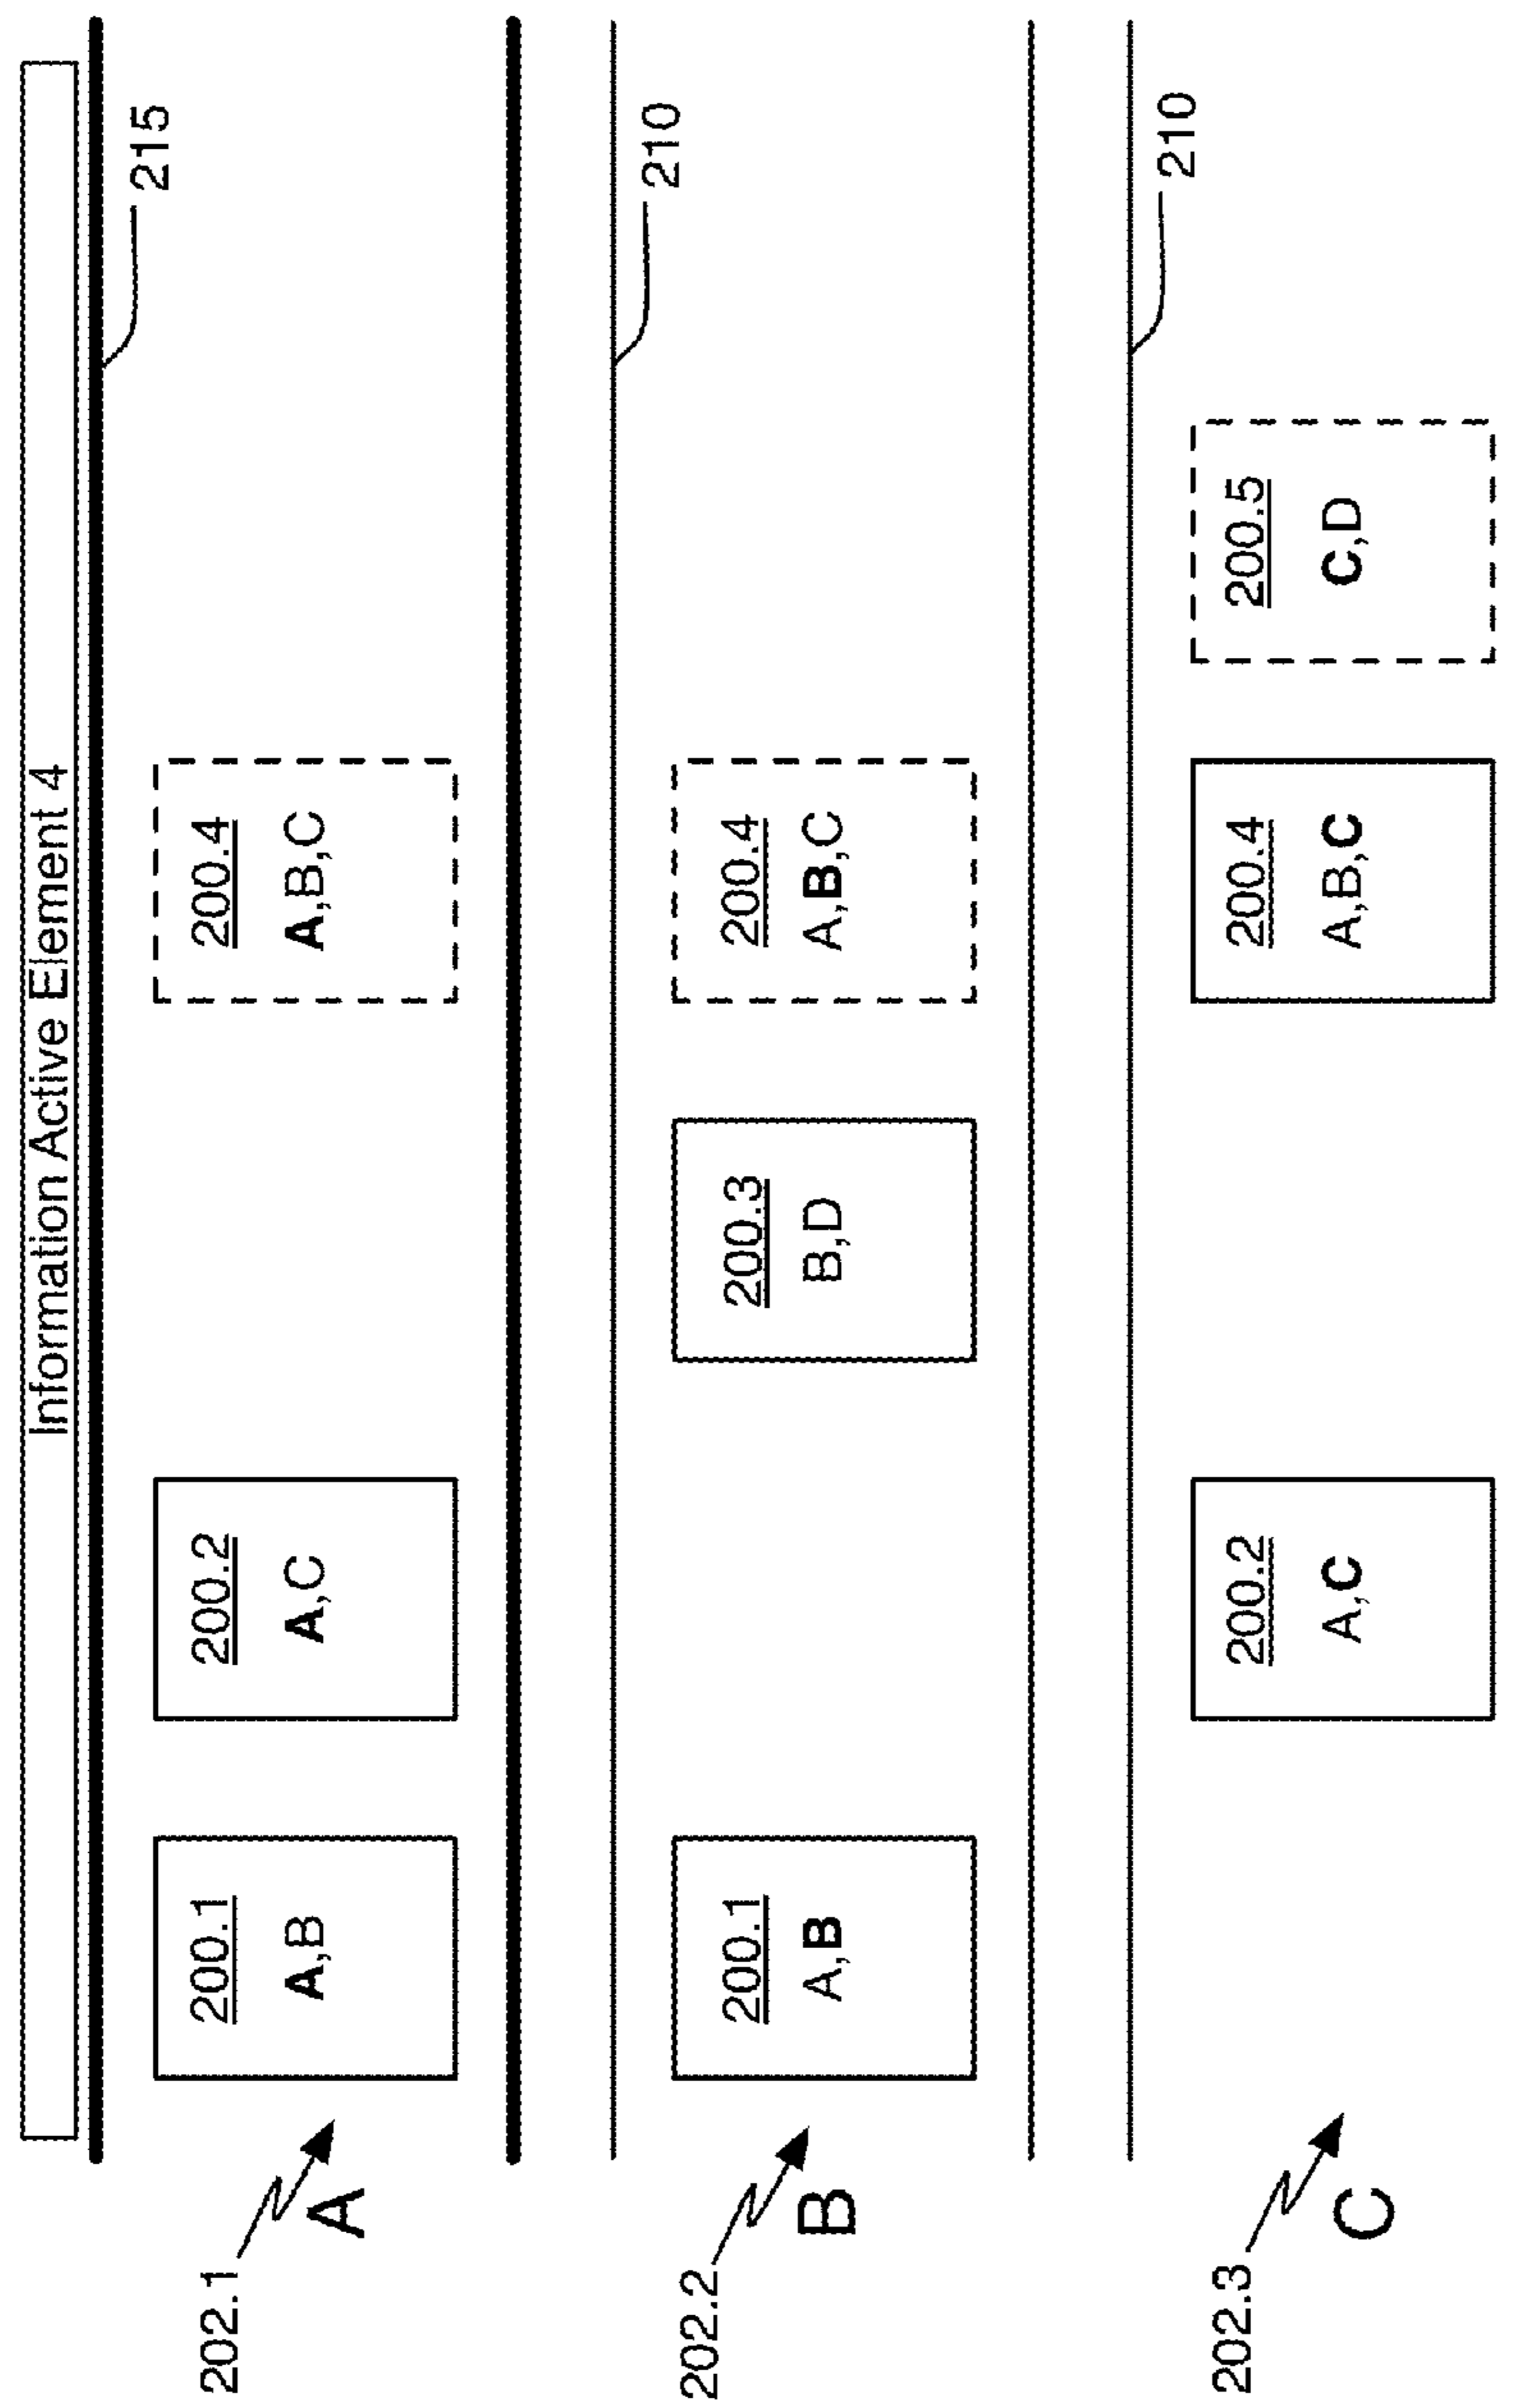 Information Active Element 4
215
202.1
A
200.1
A,B
200.2
A,C
200.4
A,B,C
210
202.2
B
200.1
A,B
200.3
B,D
200.4
A,B,C
210
202.3
C
200.2
A,C
200.4
A,B,C
200.5
C,D